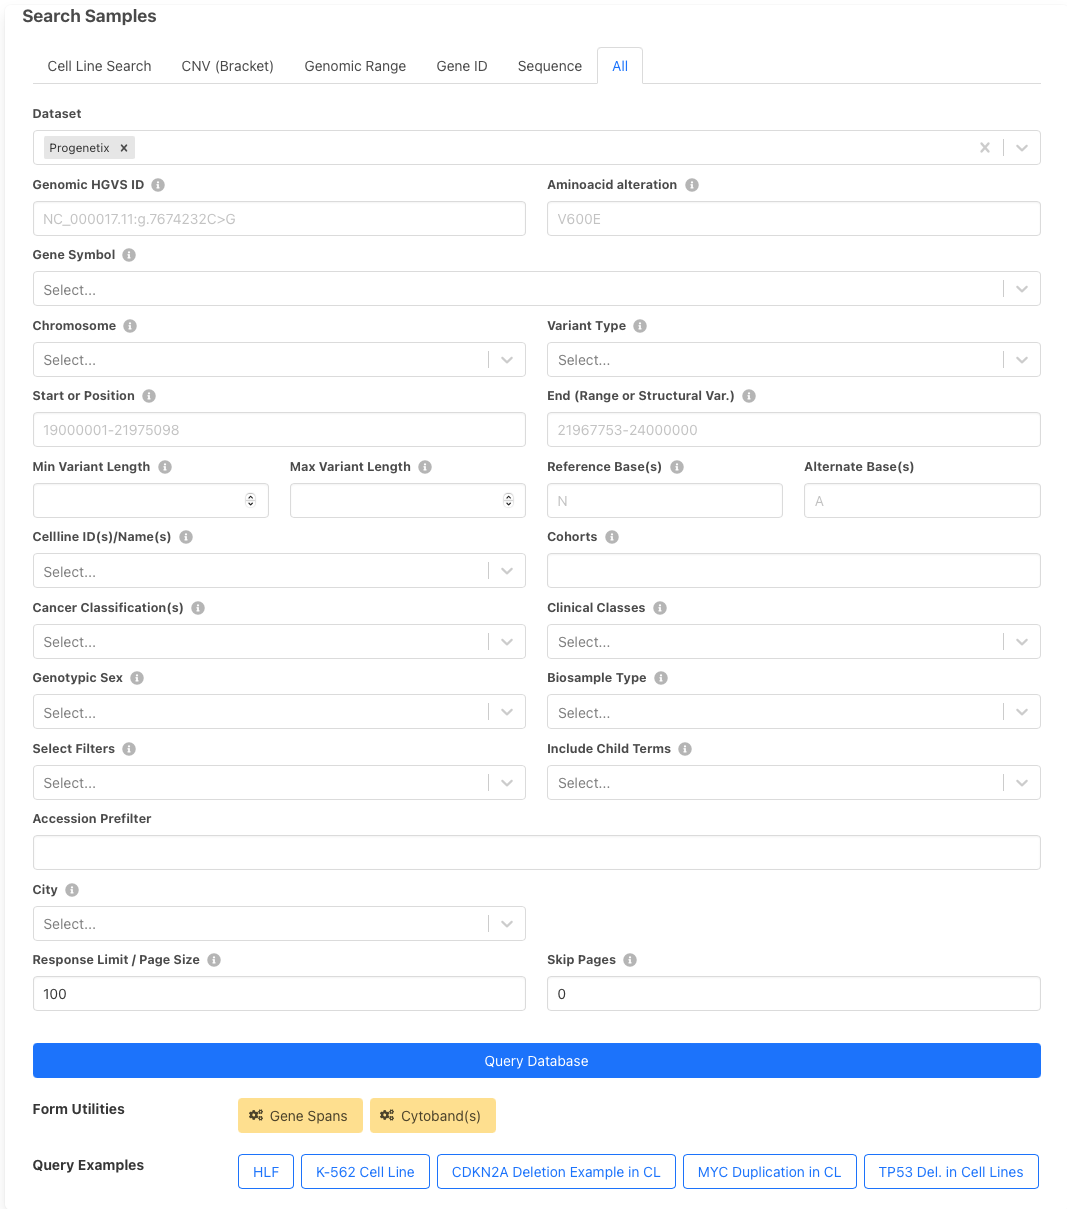 Search Samples
Cell Line Search CNV (Bracket) Genomic Range Gene ID Sequence All
Dataset
Progenetix
Genomic HGVS ID Aminoacid alteration
NC_000017.11:g.7674232C>G V600E
Gene Symbol
Select...
Chromosome Variant Type
Select... Select...
Start or Position End (Range or Structural Var.)
19000001-21975098 21967753-24000000
Min Variant Length Max Variant Length Reference Base(s) Alternate Base(s)
N A
Cellline ID(s)/Name(s) Cohorts
Select...
Cancer Classification(s) Clinical Classes
Select... Select...
Genotypic Sex Biosample Type
Select... Select...
Select Filters Include Child Terms
Select... Select...
Accession Prefilter
City
Select...
Response Limit / Page Size Skip Pages
100 0
Query Database
Form Utilities Gene Spans Cytoband(s)
Query Examples HLF K-562 Cell Line CDKN2A Deletion Example in CL MYC Duplication in CL TP53 Del. in Cell Lines